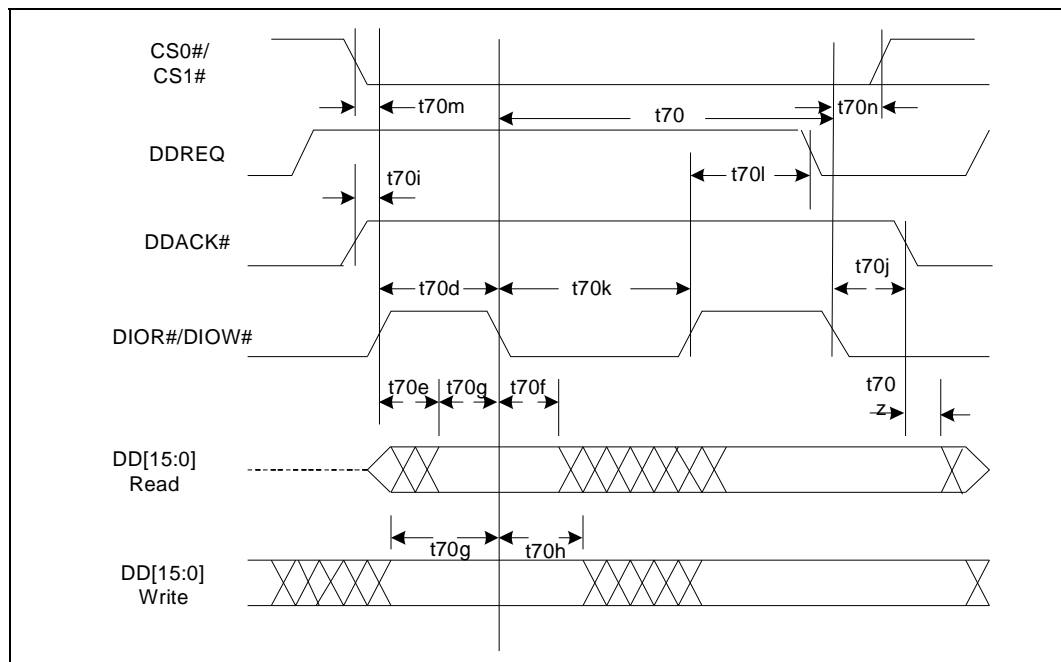 CS0#/
CS1#
t70m
t70
t70n
DDREQ
t70i
t70l
DDACK#
t70j
t70d
t70k
DIOR#/DIOW#
t70e
t70g
t70f
t70
z
DD[15:0]
Read
t70g
t70h
DD[15:0]
Write